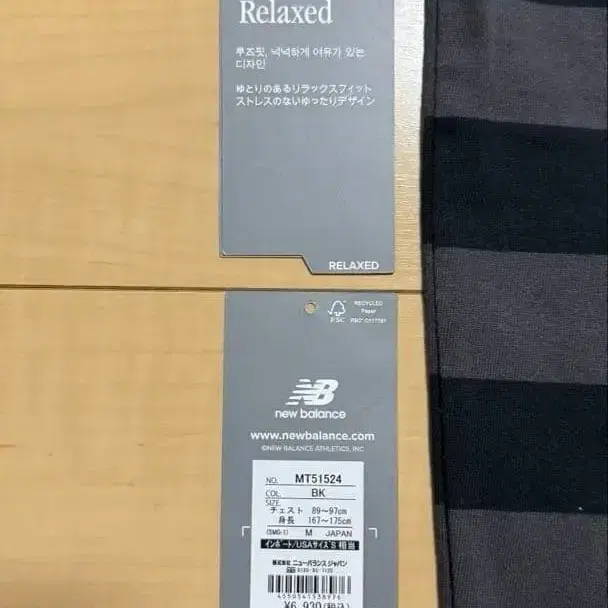 Relaxed
루즈핏, 넉넉하게 여유가 있는
디자인
ゆとりのあるリラックスフィット
ストレスのないゆったりデザイン
RELAXED
RECYCLED
Paper
FSC
NB
new balance
www.newbalance.com
©NEW BALANCE ATHLETICS, INC
NO. MT51524
COL. BK
SIZE
チェスト 89～97cm
身長 167～175cm
M JAPAN
インポート/USAサイズ'S 相当
株式会社 ニューバランス ジャパン
¥6,930(税込)